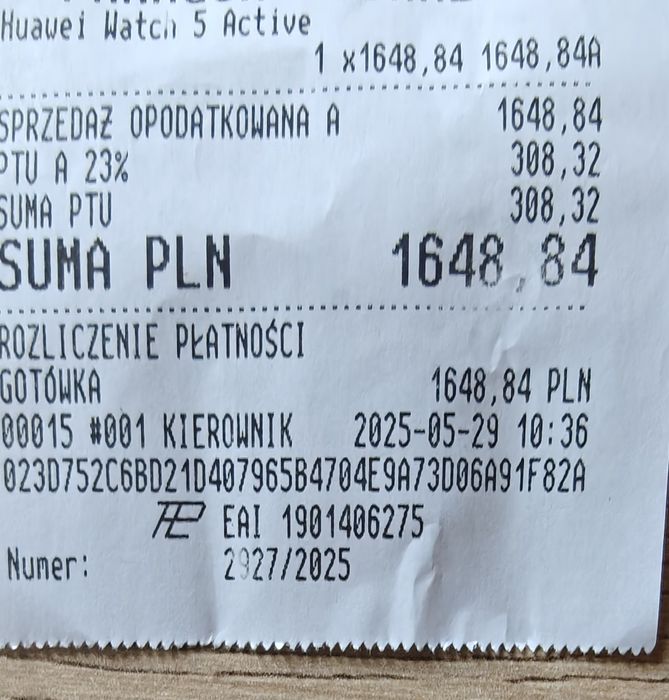 Huawei Watch 5 Active
1 x1648,84 1648,84A
SPRZEDAŻ OPODATKOWANA A 1648,84
PTU A 23% 308,32
SUMA PTU 308,32
SUMA PLN 1648,84
ROZLICZENIE PŁATNOŚCI
GOTÓWKA 1648,84 PLN
00015 #001 KIEROWNIK 2025-05-29 10:36
023D752C6BD21D407965B4704E9A73D06A91F82A
EAI 1901406275
Numer: 2927/2025